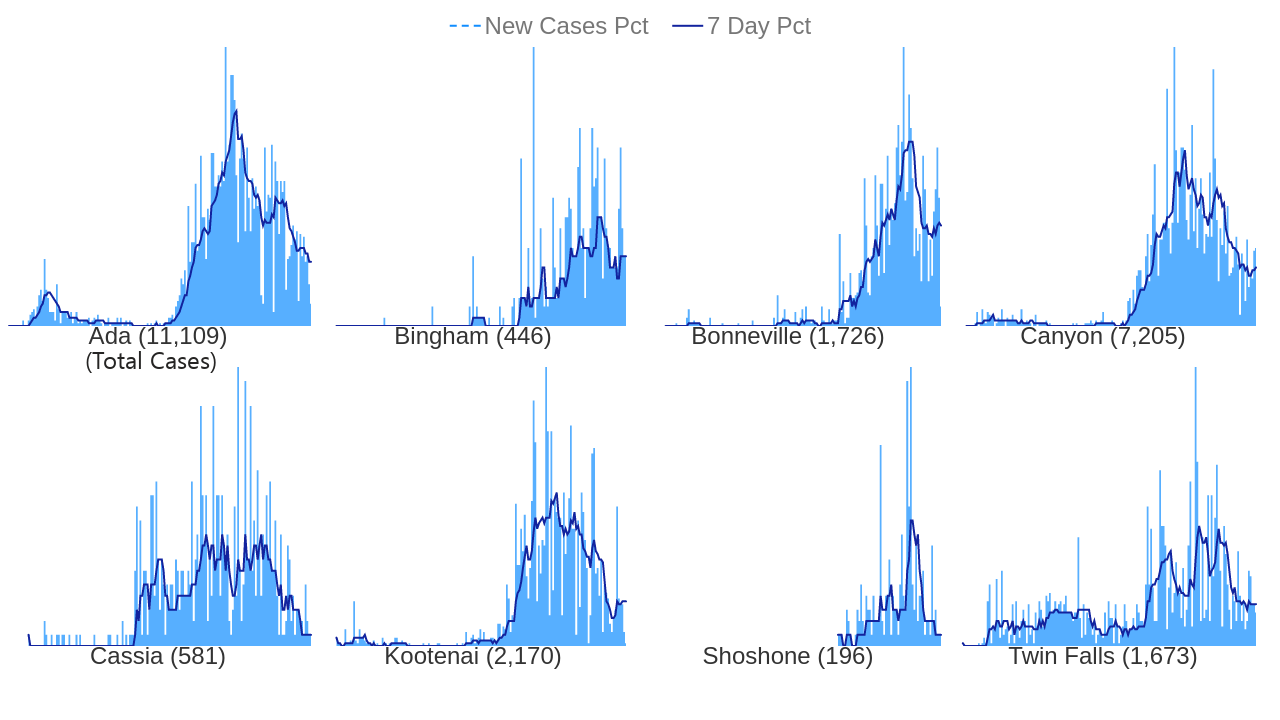 New Cases Pct 7 Day Pct
Ada (11,109) Bingham (446) Bonneville (1,726) Canyon (7,205)
(Total Cases)
Cassia (581) Kootenai (2,170) Shoshone (196) Twin Falls (1,673)